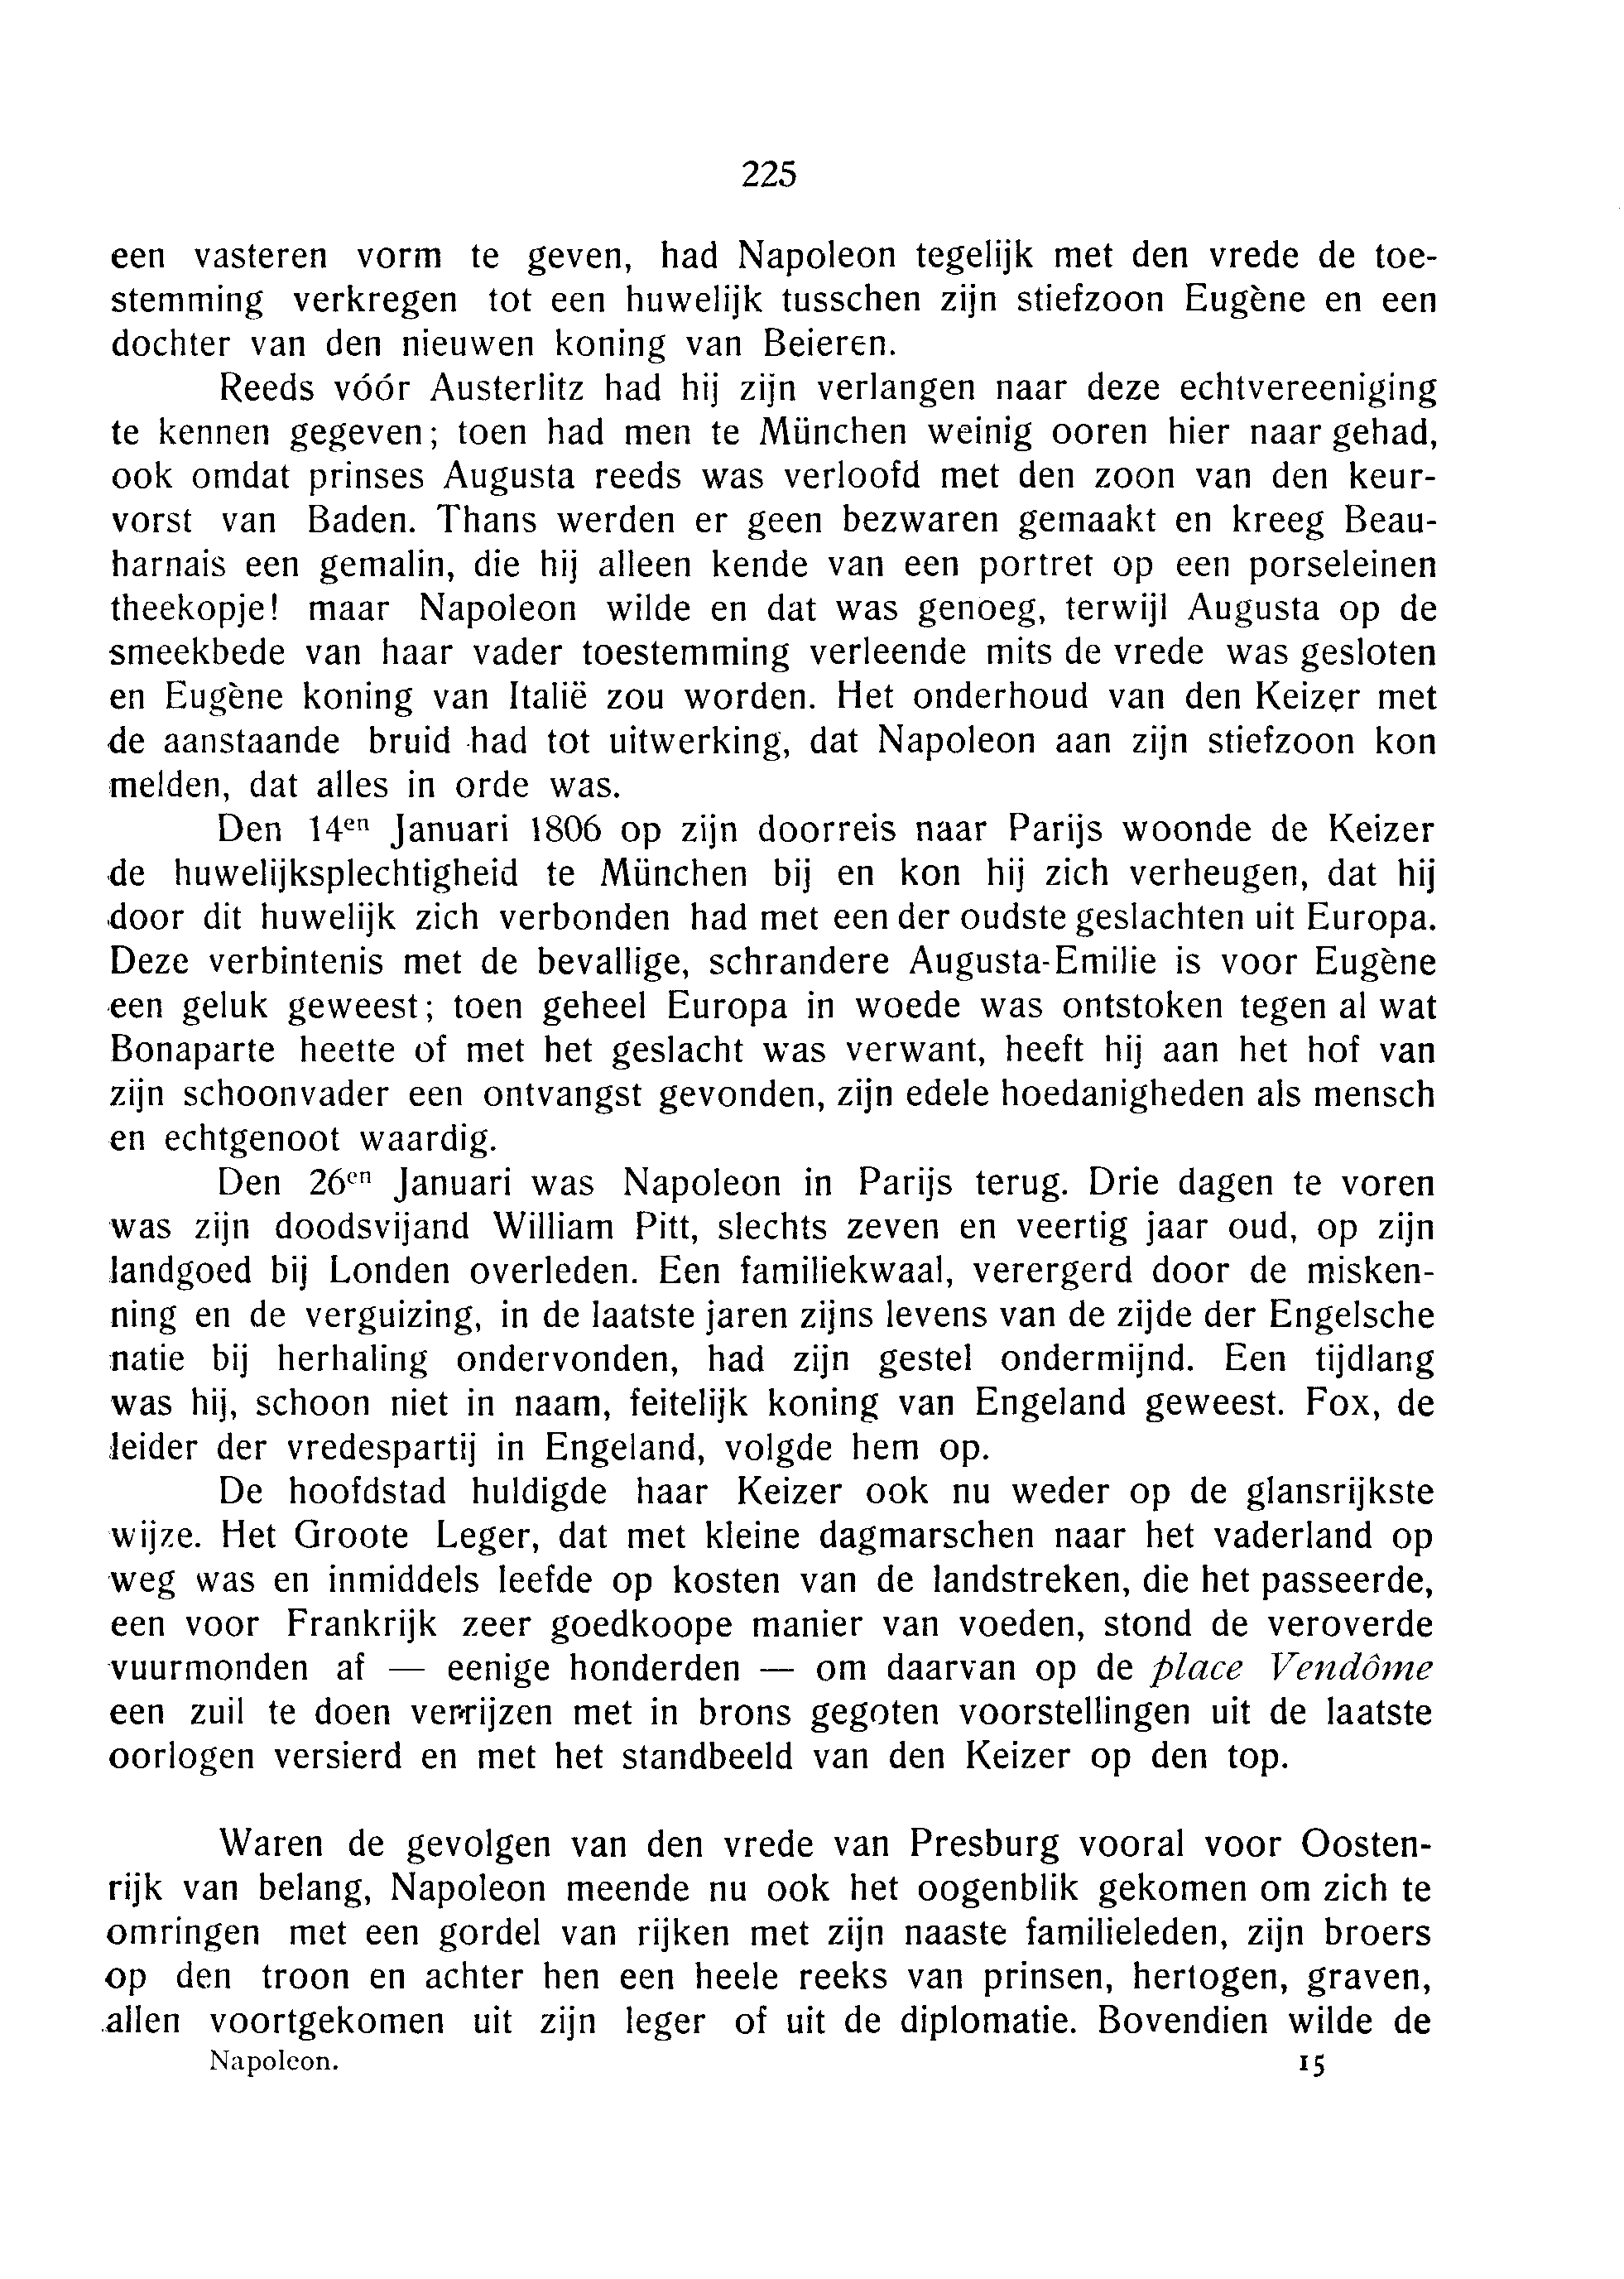 225
een vasteren vorm te geven, had Napoleon tegelijk met den vrede de toe-
stemming verkregen tot een huwelijk tusschen zijn stiefzoon Eugène en een
dochter van den nieuwen koning van Beieren.
Reeds vóór Austerlitz had hij zijn verlangen naar deze echtvereeniging
te kennen gegeven; toen had men te München weinig ooren hier naar gehad,
ook omdat prinses Augusta reeds was verloofd met den zoon van den keur-
vorst van Baden. Thans werden er geen bezwaren gemaakt en kreeg Beau-
harnais een gemalin, die hij alleen kende van een portret op een porseleinen
theekopje! maar Napoleon wilde en dat was genoeg, terwijl Augusta op de
smeekbede van haar vader toestemming verleende mits de vrede was gesloten
en Eugène koning van Italië zou worden. Het onderhoud van den Keizer met
de aanstaande bruid had tot uitwerking, dat Napoleon aan zijn stiefzoon kon
melden, dat alles in orde was.
Den 14en Januari 1806 op zijn doorreis naar Parijs woonde de Keizer
de huwelijksplechtigheid te München bij en kon hij zich verheugen, dat hij
door dit huwelijk zich verbonden had met een der oudste geslachten uit Europa.
Deze verbintenis met de bevallige, schrandere Augusta-Emilie is voor Eugène
een geluk geweest; toen geheel Europa in woede was ontstoken tegen al wat
Bonaparte heette of met het geslacht was verwant, heeft hij aan het hof van
zijn schoonvader een ontvangst gevonden, zijn edele hoedanigheden als mensch
en echtgenoot waardig.
Den 26en Januari was Napoleon in Parijs terug. Drie dagen te voren
was zijn doodsvijand William Pitt, slechts zeven en veertig jaar oud, op zijn
landgoed bij Londen overleden. Een familiekwaal, verergerd door de misken-
ning en de verguizing, in de laatste jaren zijns levens van de zijde der Engelsche
natie bij herhaling ondervonden, had zijn gestel ondermijnd. Een tijdlang
was hij, schoon niet in naam, feitelijk koning van Engeland geweest. Fox, de
leider der vredespartij in Engeland, volgde hem op.
De hoofdstad huldigde haar Keizer ook nu weder op de glansrijkste
wijze. Het Groote Leger, dat met kleine dagmarschen naar het vaderland op
weg was en inmiddels leefde op kosten van de landstreken, die het passeerde,
een voor Frankrijk zeer goedkoope manier van voeden, stond de veroverde
vuurmonden af — eenige honderden — om daarvan op de place Vendôme
een zuil te doen verrijzen met in brons gegoten voorstellingen uit de laatste
oorlogen versierd en met het standbeeld van den Keizer op den top.
Waren de gevolgen van den vrede van Presburg vooral voor Oosten-
rijk van belang, Napoleon meende nu ook het oogenblik gekomen om zich te
omringen met een gordel van rijken met zijn naaste familieleden, zijn broers
op den troon en achter hen een heele reeks van prinsen, hertogen, graven,
allen voortgekomen uit zijn leger of uit de diplomatie. Bovendien wilde de
Napoleon. 15